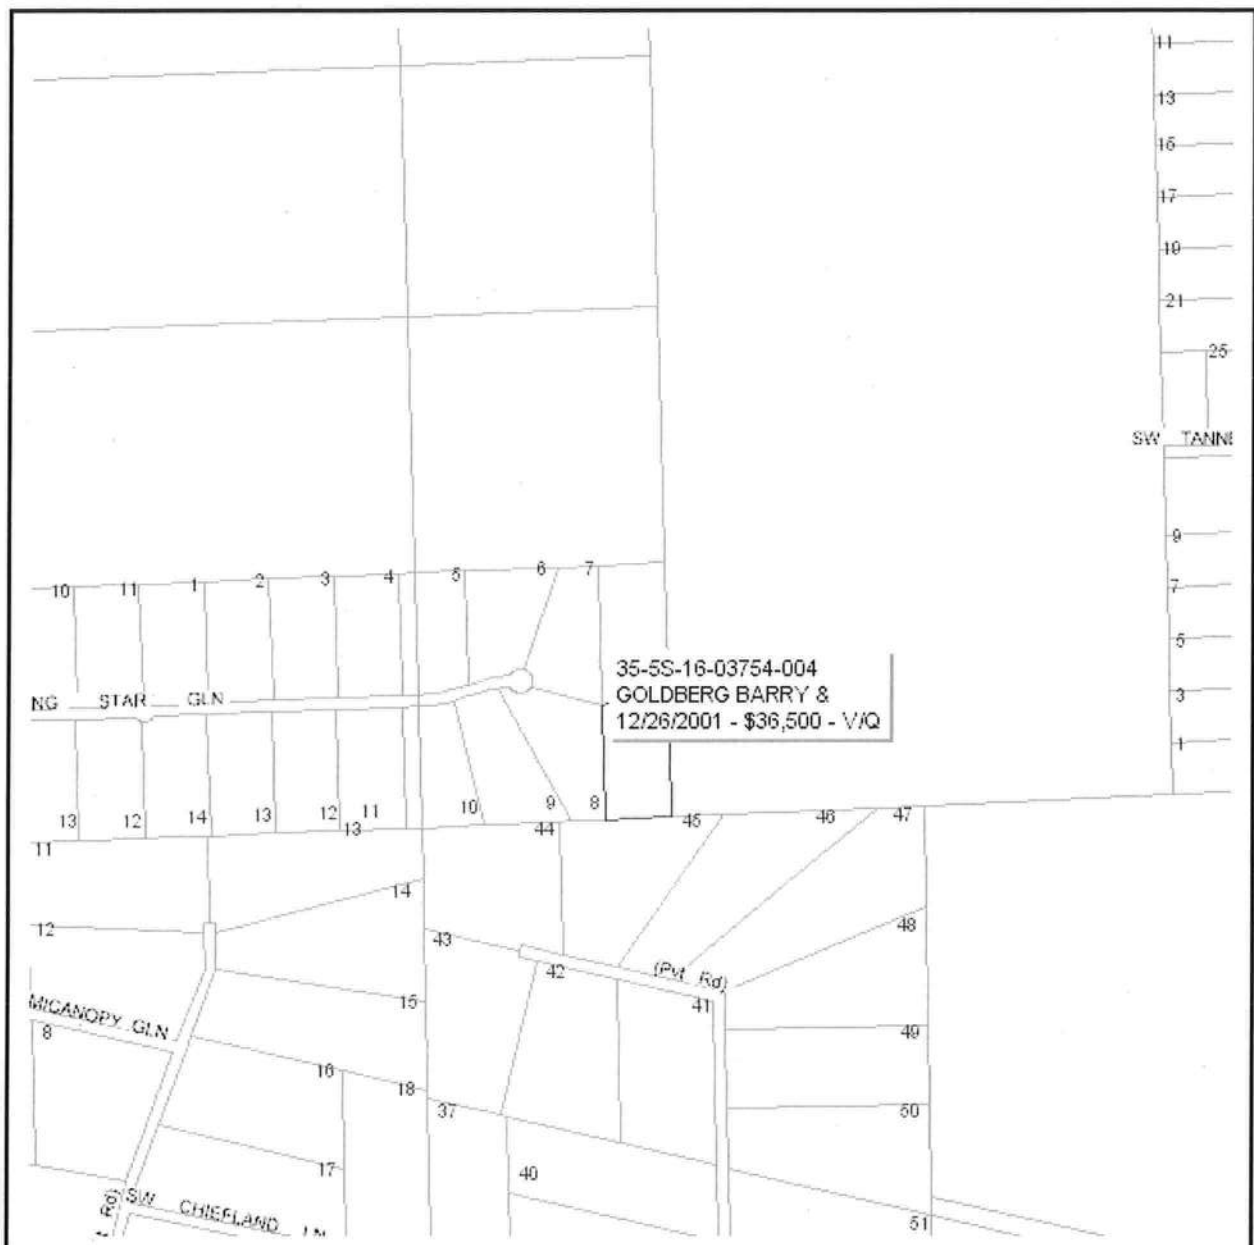 11
13
15
17
19
21
25
SW TANNE
9
7
5
3
1
10 11 1 2 3 4 5 6 7
NG STAR GLN
35-5S-16-03754-004
GOLDBERG BARRY &
12/26/2001 - $36,500 - V/Q
13 12 14 13 12 11 10 9 8
11 13 44 45 46 47
14
12 43 48
42 (Pvt Rd)
41
15
MICANOPY GLN
8
49
16 18
37 50
17 40
Rd) SW CHIEFLAND LN
51